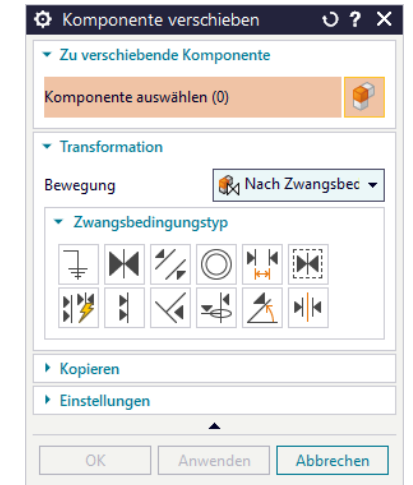 Komponente verschieben
Zu verschiebende Komponente
Komponente auswählen (0)
Transformation
Bewegung Nach Zwangsbec
Zwangsbedingungstyp
Kopieren
Einstellungen
OK Anwenden Abbrechen